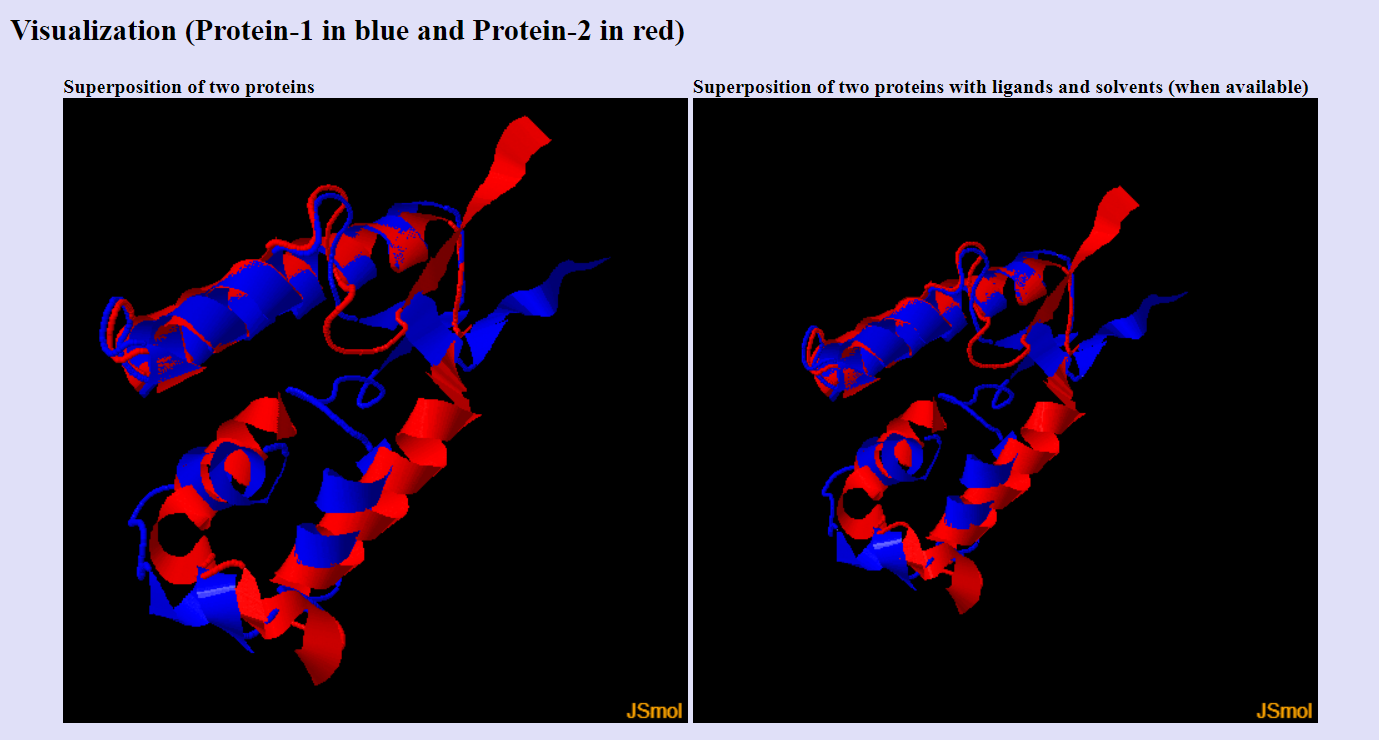 Visualization (Protein-1 in blue and Protein-2 in red)
Superposition of two proteins
Superposition of two proteins with ligands and solvents (when available)
JSmol
JSmol